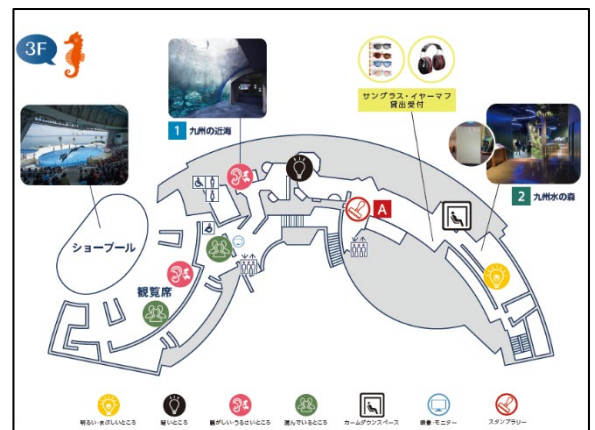 3F
サングラス・イヤーマフ
貸出受付
1 九州の近海
2 九州水の森
A
ショープール
観覧席
明るい・まぶしいところ
暗いところ
騒がしい・うるさいところ
混んでいるところ
カームダウンスペース
映像・モニター
スタンプラリー